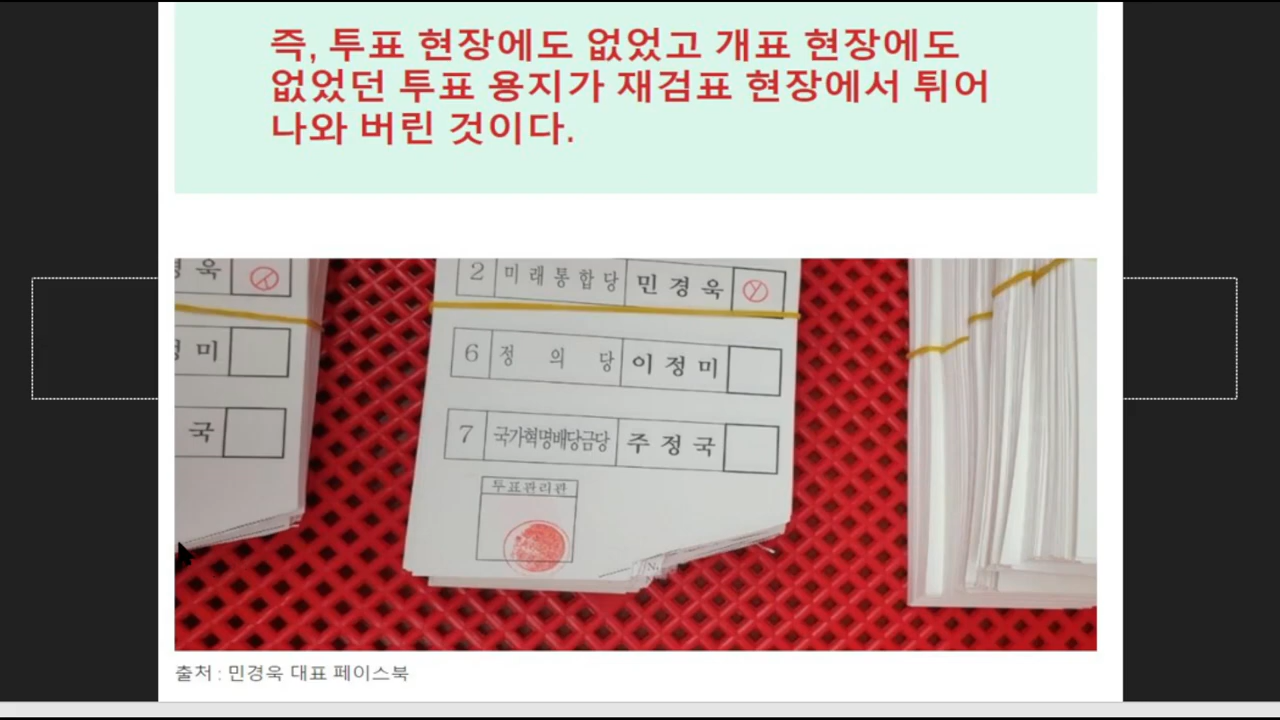 즉, 투표 현장에도 없었고 개표 현장에도
없었던 투표 용지가 재검표 현장에서 튀어
나와 버린 것이다.
욱
2 미래통합당 민경욱
미
6 정의당 이정미
국
7 국가혁명배당금당 주정국
투표관리관
출처 : 민경욱 대표 페이스북